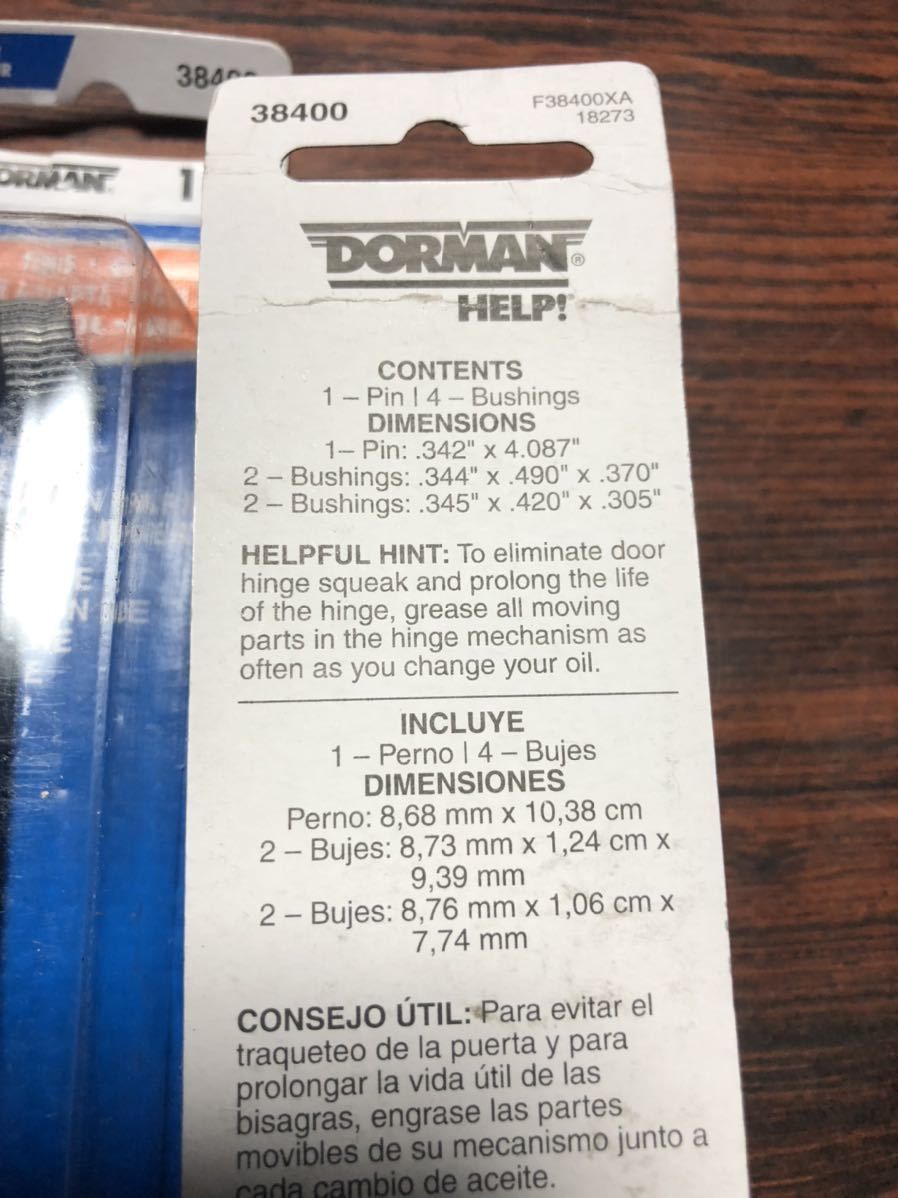 38400
F38400XA
18273
DORMAN®
HELP!
CONTENTS
1 – Pin | 4 – Bushings
DIMENSIONS
1– Pin: .342" x 4.087"
2 – Bushings: .344" x .490" x .370"
2 – Bushings: .345" x .420" x .305"
HELPFUL HINT: To eliminate door
hinge squeak and prolong the life
of the hinge, grease all moving
parts in the hinge mechanism as
often as you change your oil.
INCLUYE
1 – Perno | 4 – Bujes
DIMENSIONES
Perno: 8,68 mm x 10,38 cm
2 – Bujes: 8,73 mm x 1,24 cm x
9,39 mm
2 – Bujes: 8,76 mm x 1,06 cm x
7,74 mm
CONSEJO ÚTIL: Para evitar el
traqueteo de la puerta y para
prolongar la vida útil de las
bisagras, engrase las partes
movibles de su mecanismo junto a
cada cambio de aceite.
DORMAN
1